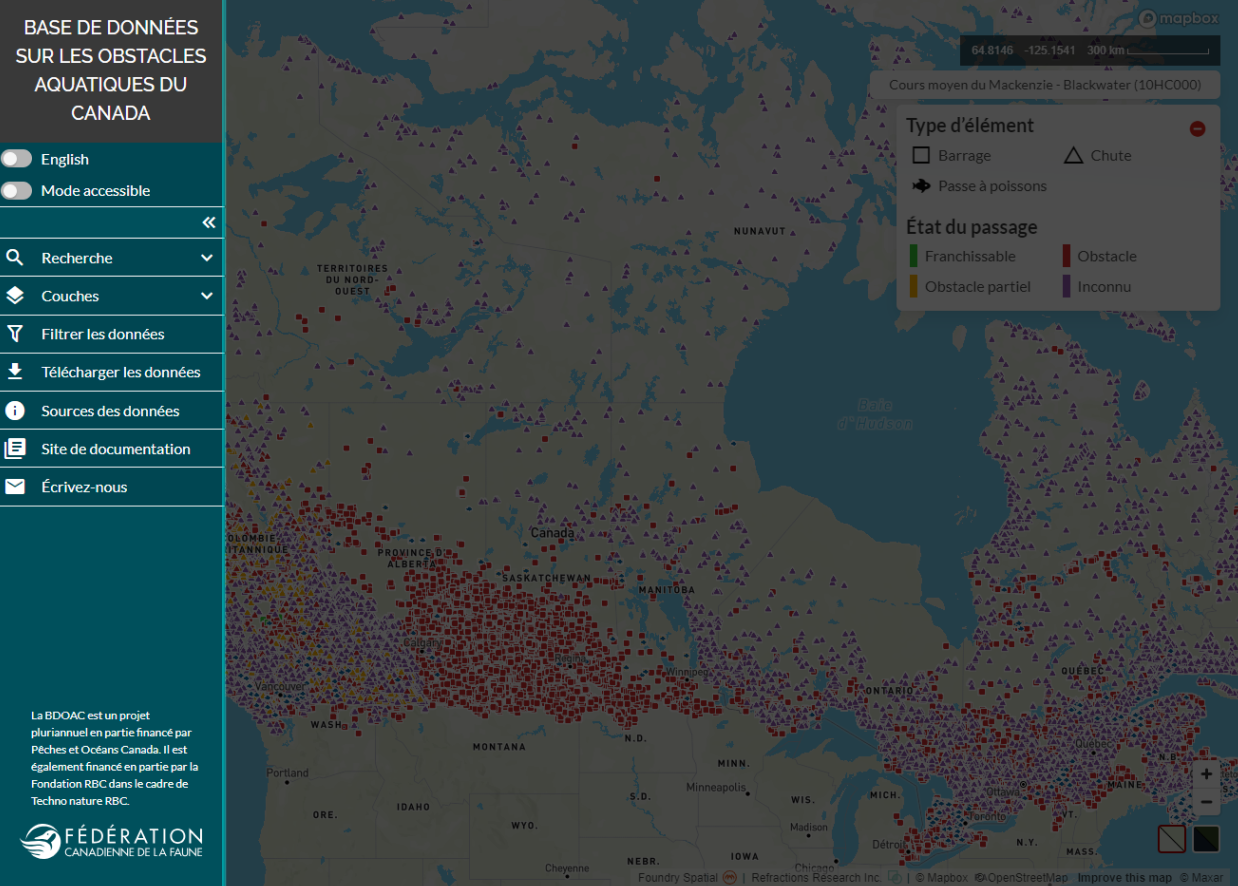 BASE DE DONNÉES
SUR LES OBSTACLES
AQUATIQUES DU
CANADA
English
Mode accessible
Recherche
Couches
Filtrer les données
Télécharger les données
Sources des données
Site de documentation
Écrivez-nous
La BDOAC est un projet
pluriannuel en partie financé par
Pêches et Océans Canada. Il est
également financé en partie par la
Fondation RBC dans le cadre de
Techno nature RBC.
FÉDÉRATION
CANADIENNE DE LA FAUNE
mapbox
64.8146 -125.1541 300 km
Cours moyen du Mackenzie - Blackwater (10HC000)
Type d'élément
Barrage
Chute
Passe à poissons
État du passage
Franchissable
Obstacle
Obstacle partiel
Inconnu
NUNAVUT
TERRITOIRES
DU NORD-
OUEST
Baie
d'Hudson
Canada
OLOMBIE
ITANNIQUE
PROVINCE D'
ALBERTA
SASKATCHEWAN
MANITOBA
Calgary
Regina
Winnipeg
Vancouver
ONTARIO
QUÉBEC
WASH.
MONTANA
N.D.
Québec
N.B.
Portland
MINN.
Ottawa
MAINE
Minneapolis
S.D.
WIS.
MICH.
ORE.
IDAHO
WYO.
Toronto
VT.
Madison
Détroit
N.Y.
MASS.
NEBR.
IOWA
Cheyenne
Chicago
Foundry Spatial | Refractions Research Inc. | © Mapbox © OpenStreetMap Improve this map © Maxar